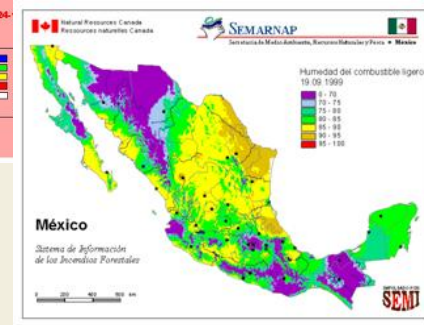 24-
Natural Resources Canada
Ressources naturelles Canada
SEMARNAP
Secretaría de Medio Ambiente, Recursos Naturales y Pesca • México
Humedad del combustible ligero
19.09.1999
0 - 70
70 - 75
75 - 80
80 - 85
85 - 90
90 - 95
95 - 100
México
Sistema de Información
de los Incendios Forestales
0 200 400 600 km
SEMI